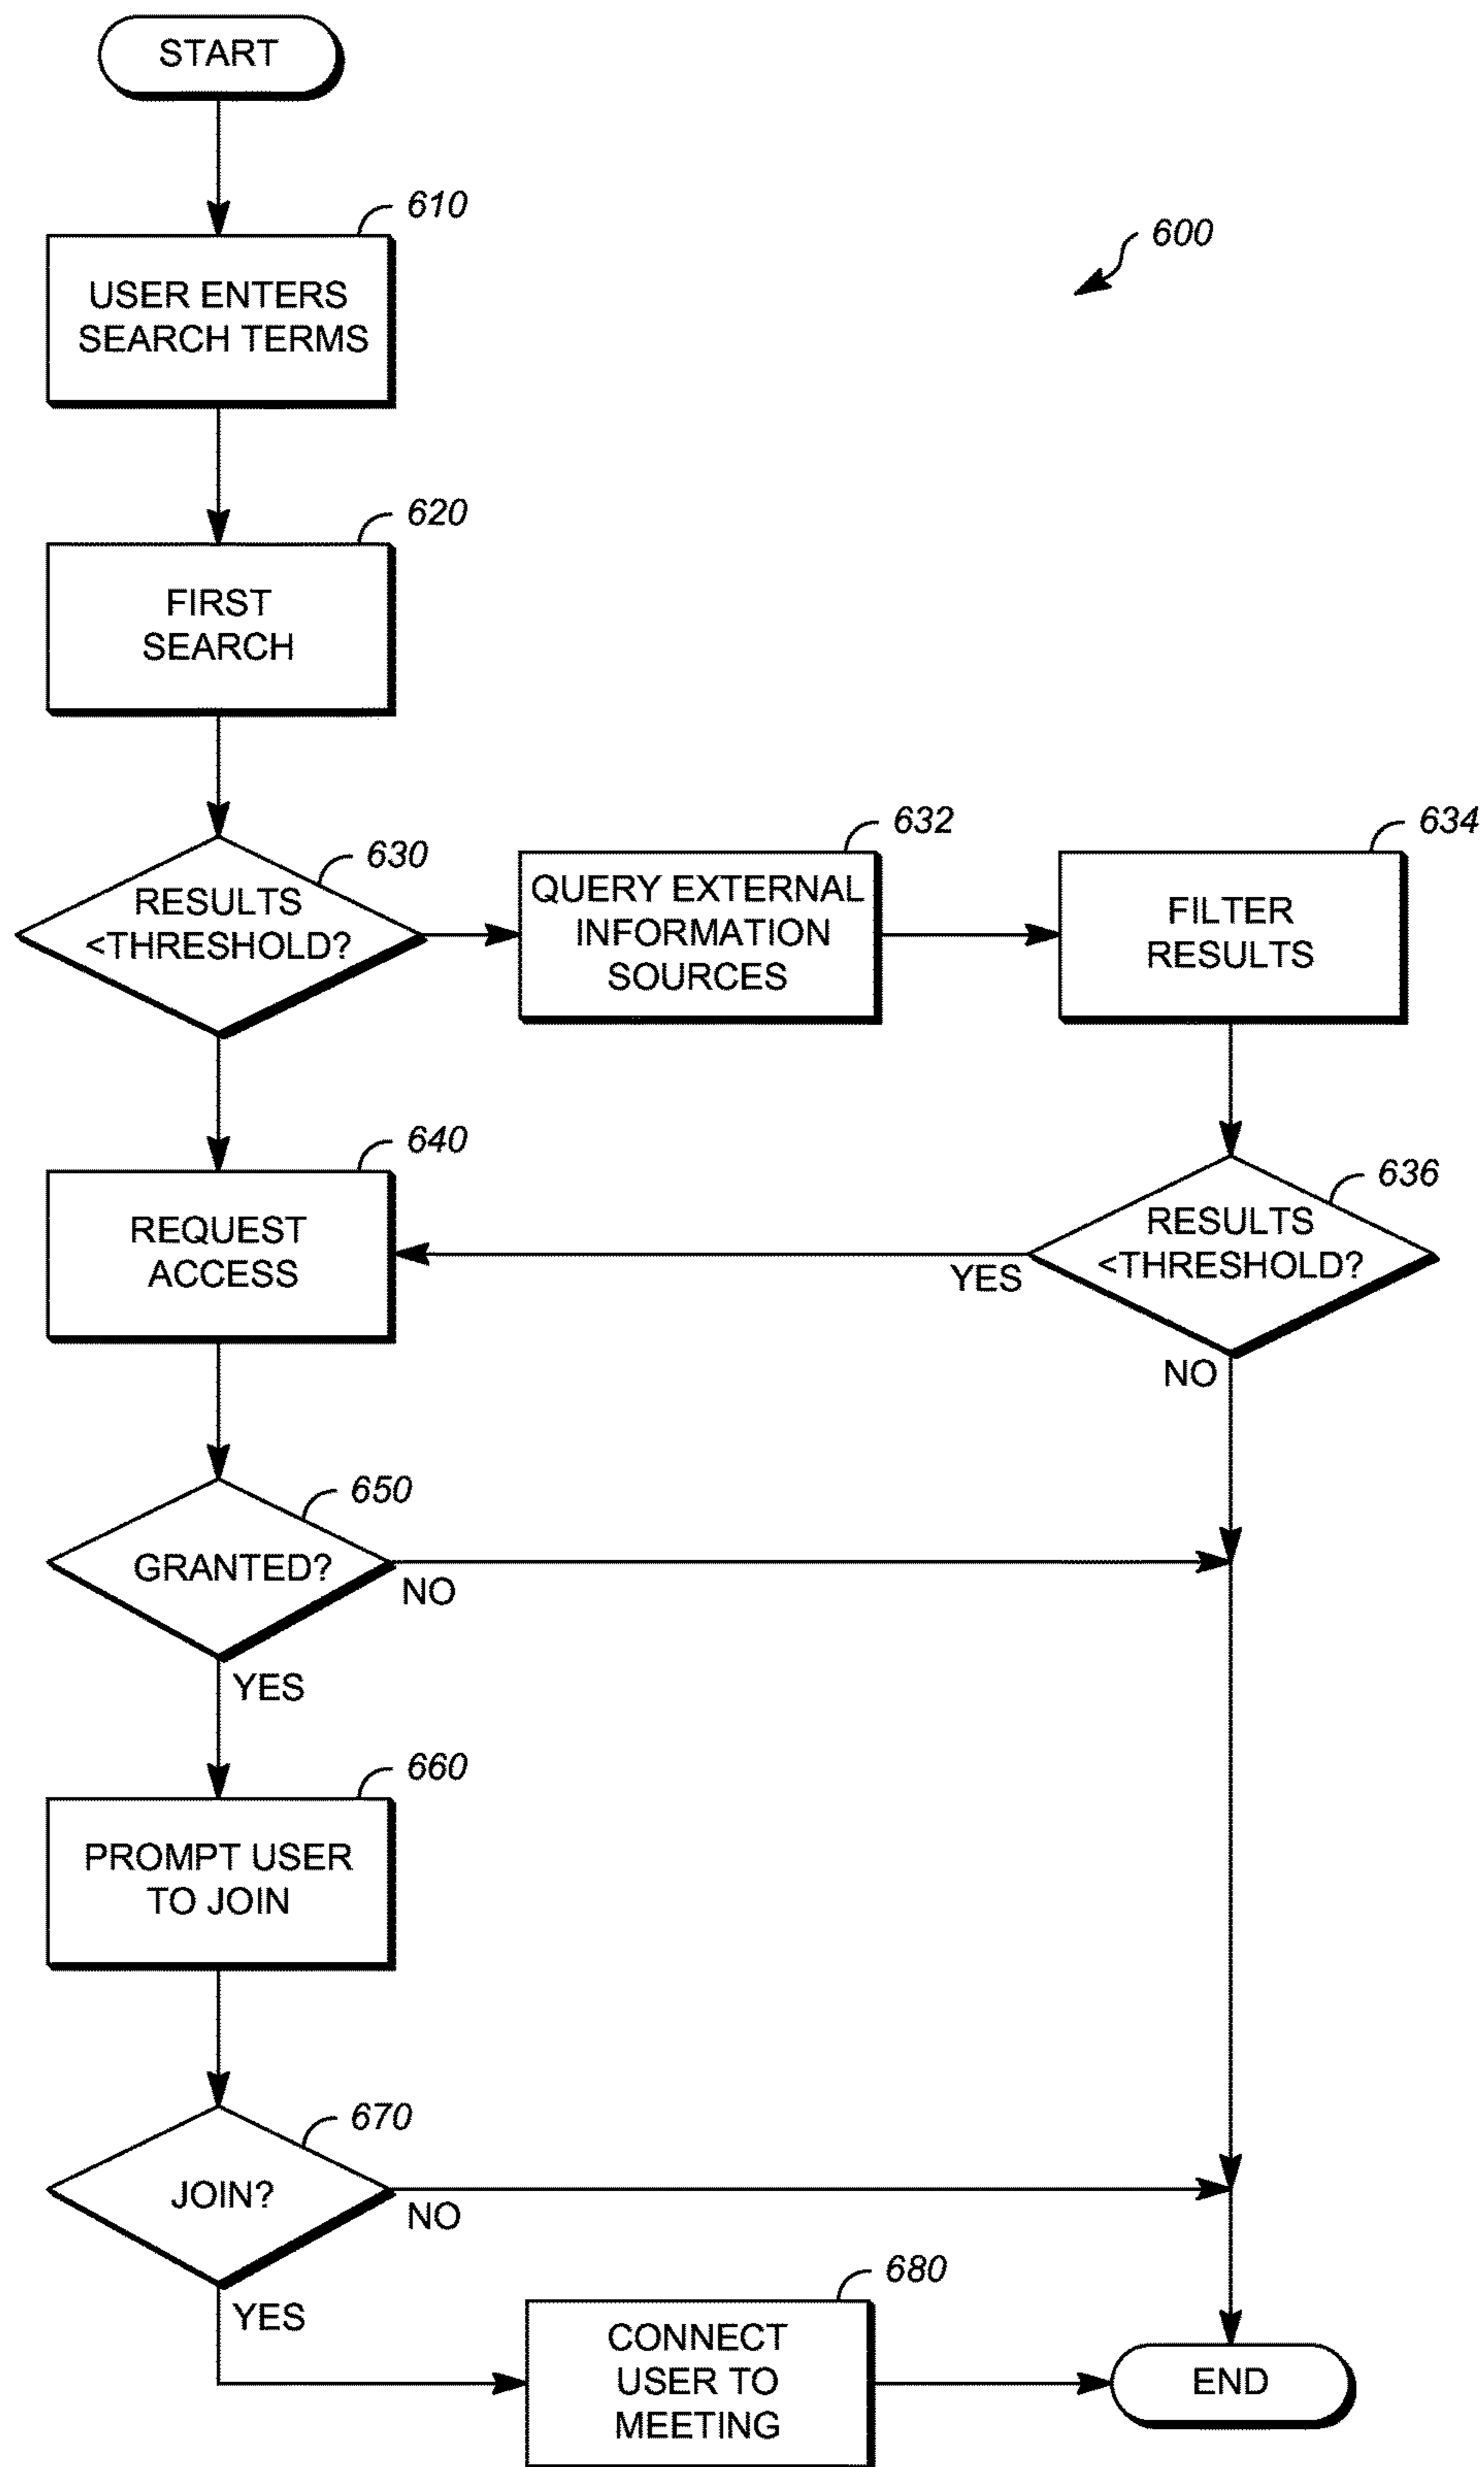 START
610
600
USER ENTERS
SEARCH TERMS
620
FIRST
SEARCH
630
RESULTS
<THRESHOLD?
632
QUERY EXTERNAL
INFORMATION
SOURCES
634
FILTER
RESULTS
640
REQUEST
ACCESS
636
RESULTS
<THRESHOLD?
YES
NO
650
GRANTED?
NO
YES
660
PROMPT USER
TO JOIN
670
JOIN?
NO
YES
680
CONNECT
USER TO
MEETING
END